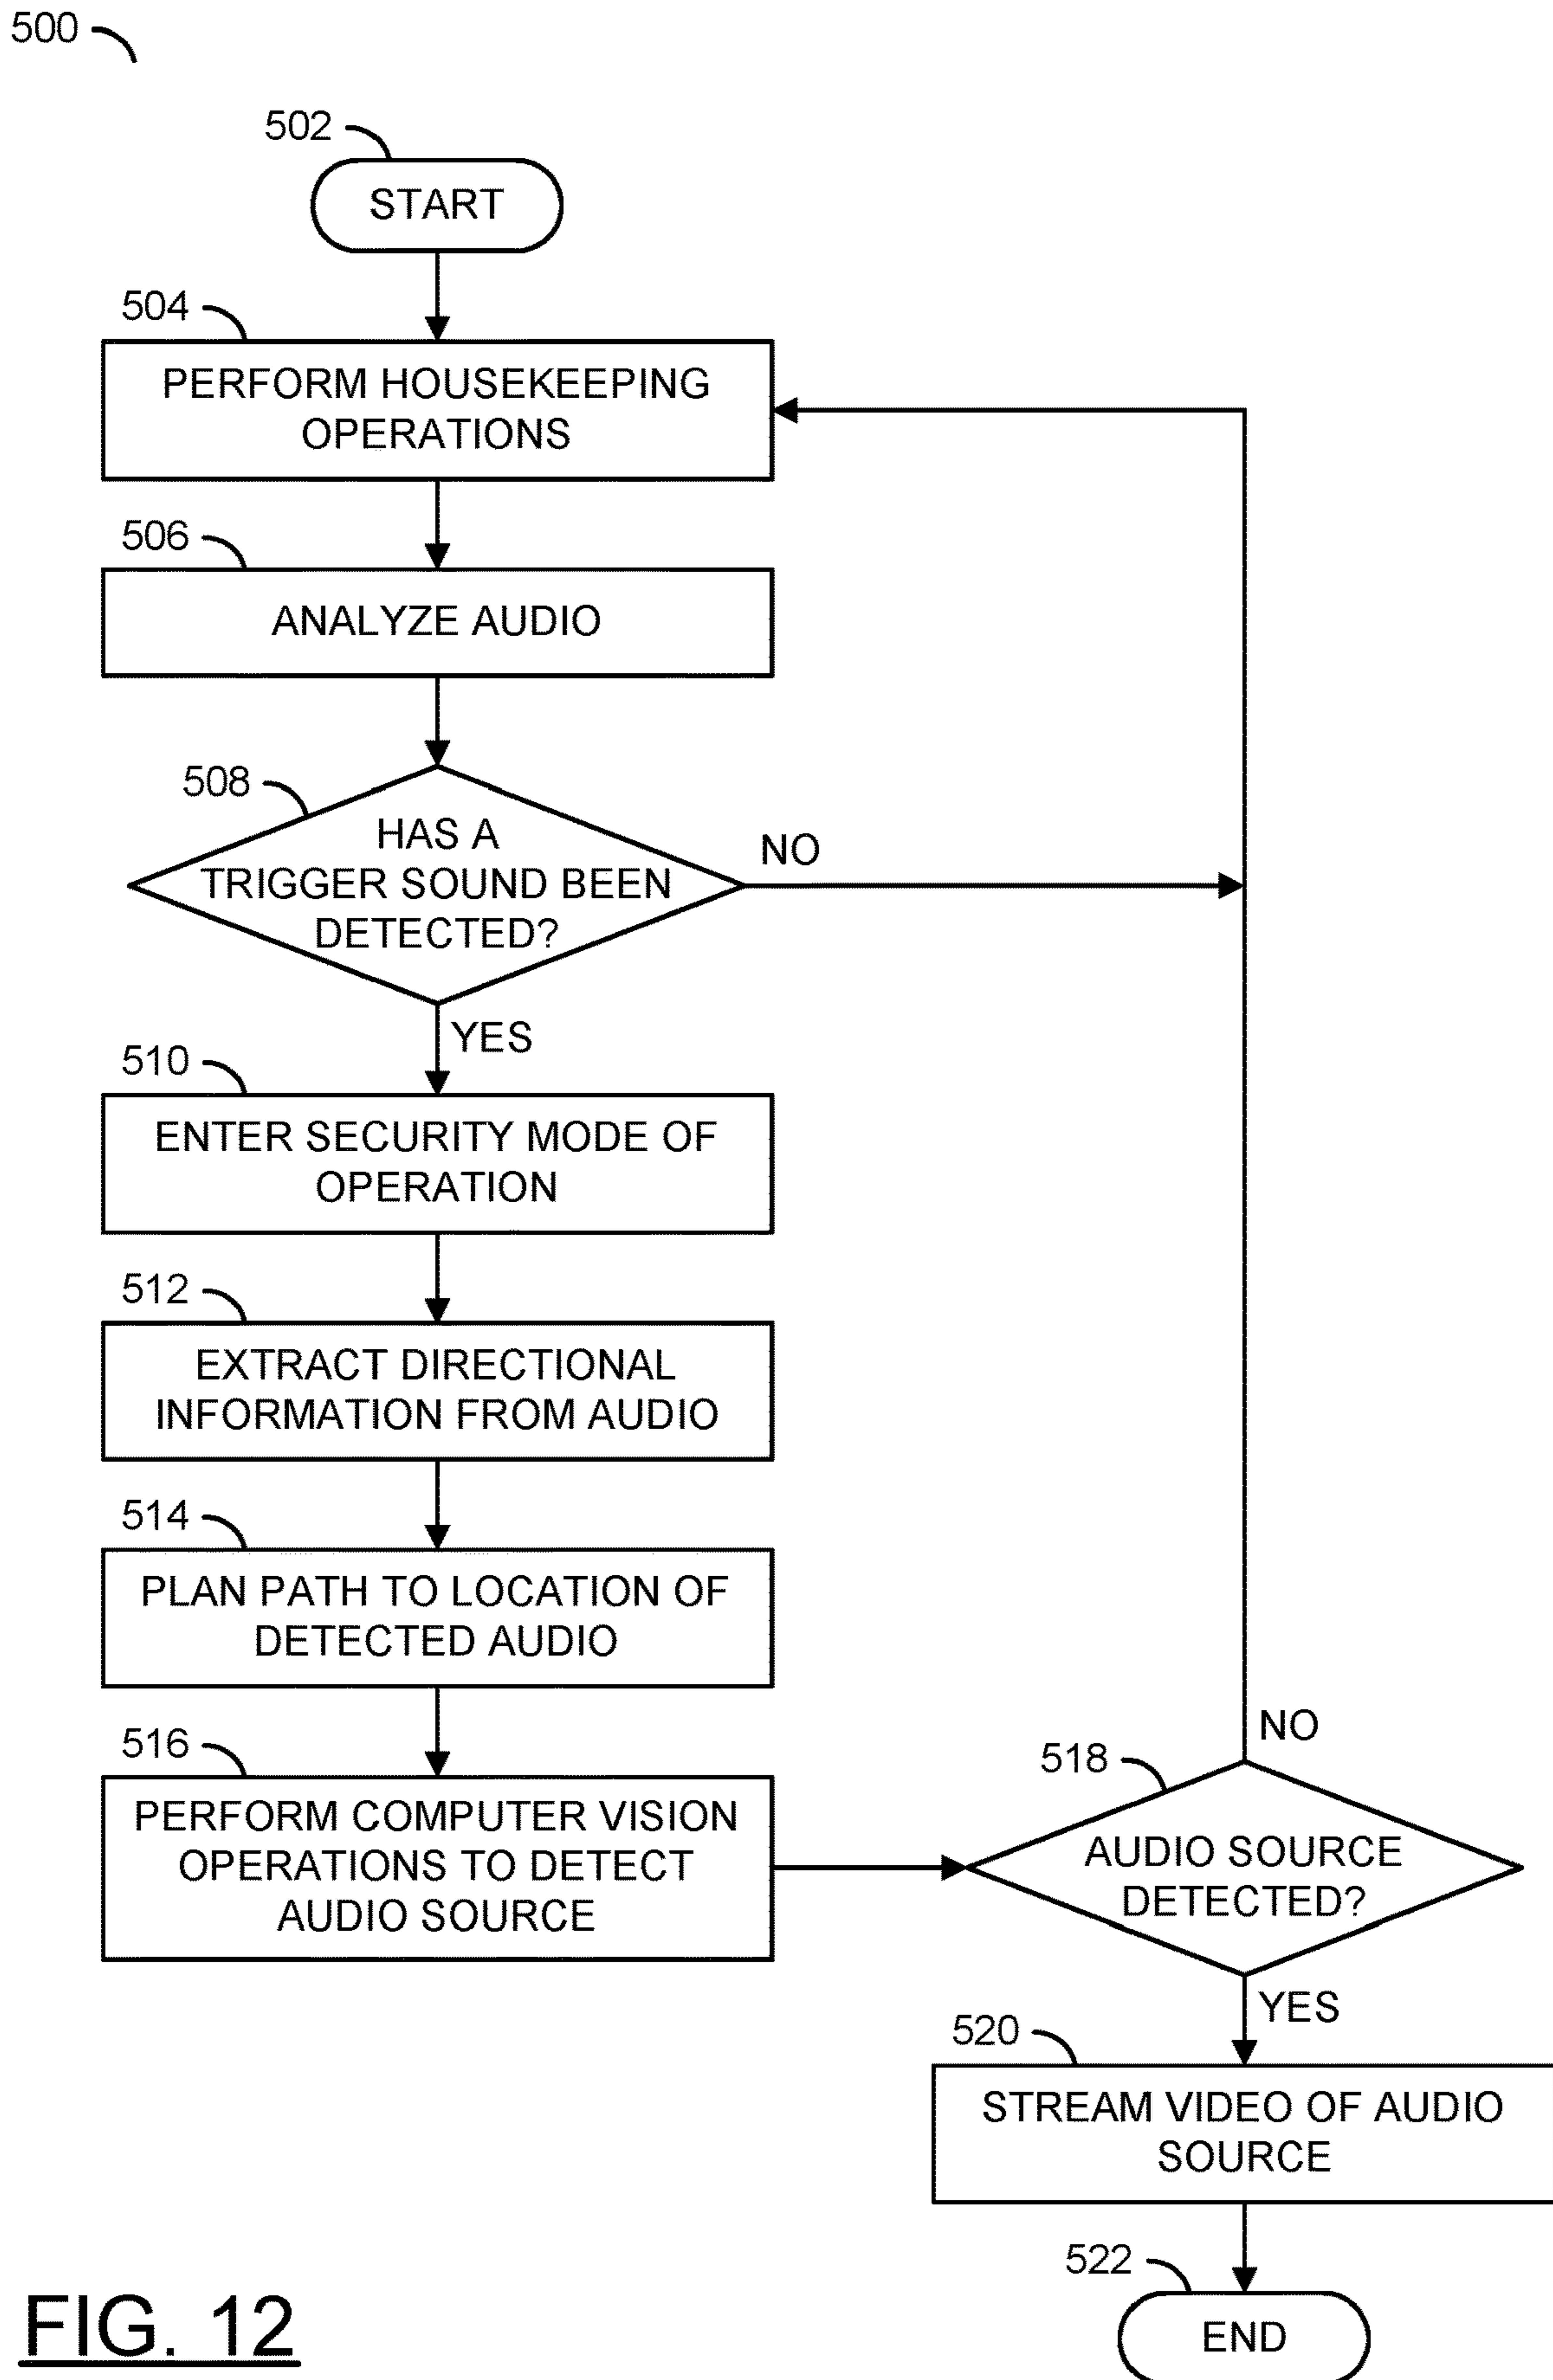 500
502
START
504
PERFORM HOUSEKEEPING
OPERATIONS
506
ANALYZE AUDIO
508
HAS A
TRIGGER SOUND BEEN
DETECTED?
NO
YES
510
ENTER SECURITY MODE OF
OPERATION
512
EXTRACT DIRECTIONAL
INFORMATION FROM AUDIO
514
PLAN PATH TO LOCATION OF
DETECTED AUDIO
516
PERFORM COMPUTER VISION
OPERATIONS TO DETECT
AUDIO SOURCE
518
AUDIO SOURCE
DETECTED?
NO
YES
520
STREAM VIDEO OF AUDIO
SOURCE
522
END
FIG. 12